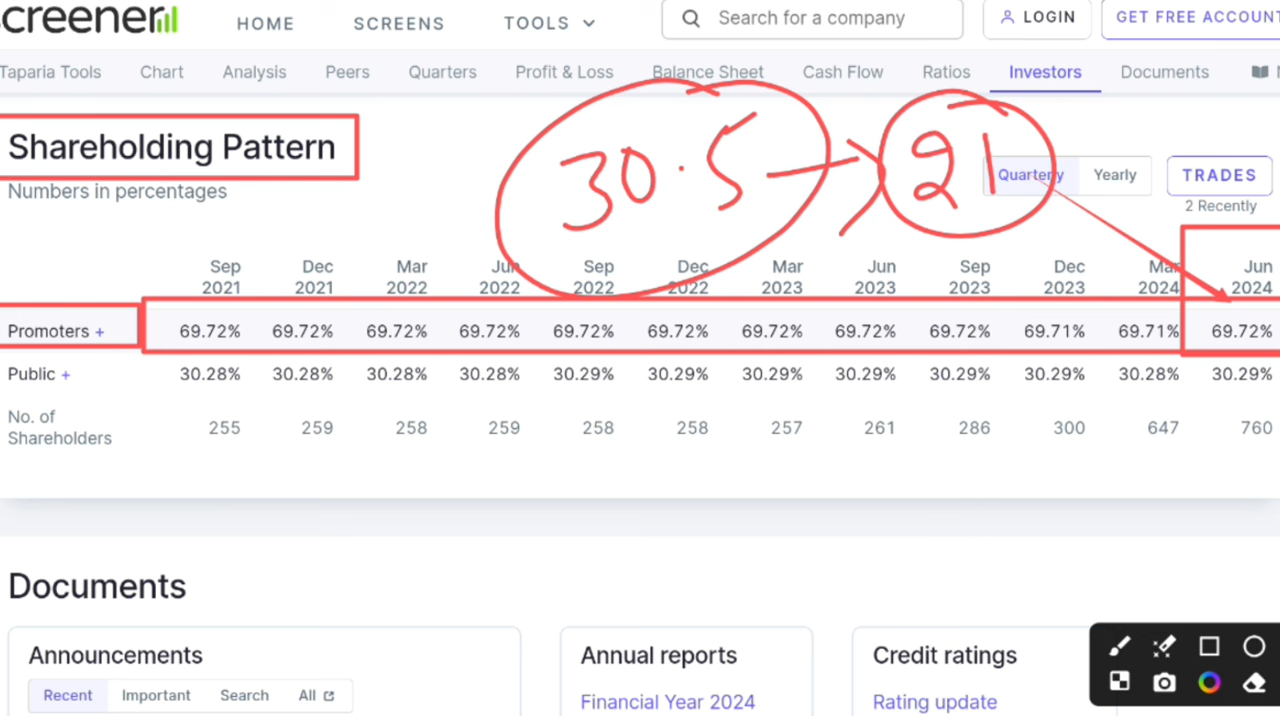 creener
HOME SCREENS TOOLS Search for a company LOGIN GET FREE ACCOUNT
Taparia Tools Chart Analysis Peers Quarters Profit & Loss Balance Sheet Cash Flow Ratios Investors Documents
Shareholding Pattern
30.5 → 21
Quarterly Yearly TRADES
Numbers in percentages
2 Recently
Sep 2021 Dec 2021 Mar 2022 Jun 2022 Sep 2022 Dec 2022 Mar 2023 Jun 2023 Sep 2023 Dec 2023 Mar 2024 Jun 2024
Promoters + 69.72% 69.72% 69.72% 69.72% 69.72% 69.72% 69.72% 69.72% 69.72% 69.71% 69.71% 69.72%
Public + 30.28% 30.28% 30.28% 30.28% 30.29% 30.29% 30.29% 30.29% 30.29% 30.29% 30.28% 30.29%
No. of Shareholders 255 259 258 259 258 258 257 261 286 300 647 760
Documents
Announcements Annual reports Credit ratings
Recent Important Search All Financial Year 2024 Rating update